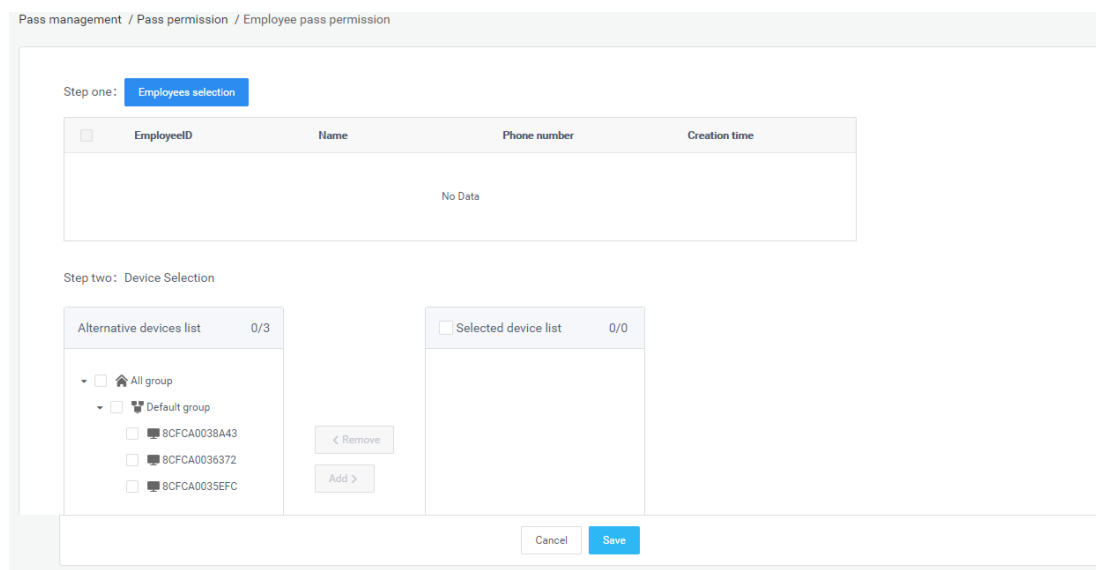 Pass management / Pass permission / Employee pass permission
Step one: Employees selection
EmployeeID Name Phone number Creation time
No Data
Step two: Device Selection
Alternative devices list 0/3
Selected device list 0/0
All group
Default group
8CFCA0038A43
8CFCA0036372
8CFCA0035EFC
< Remove
Add >
Cancel Save